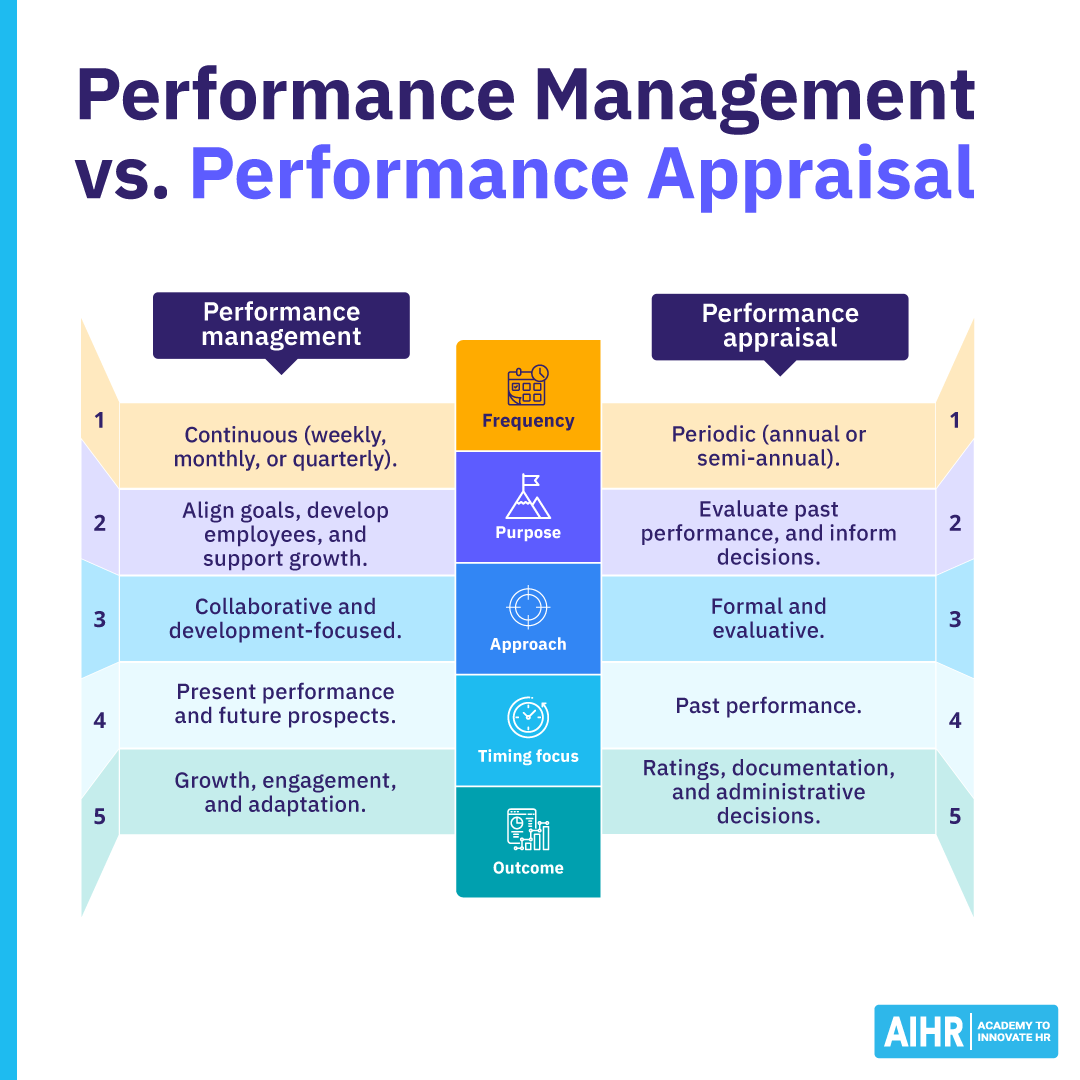 Performance Management
vs. Performance Appraisal
Performance
management
Performance
appraisal
Frequency
1
Continuous (weekly,
monthly, or quarterly).
Periodic (annual or
semi-annual).
1
Purpose
2
Align goals, develop
employees, and
support growth.
Evaluate past
performance, and inform
decisions.
2
Approach
3
Collaborative and
development-focused.
Formal and
evaluative.
3
Timing focus
4
Present performance
and future prospects.
Past performance.
4
Outcome
5
Growth, engagement,
and adaptation.
Ratings, documentation,
and administrative
decisions.
5
AIHR
ACADEMY TO
INNOVATE HR